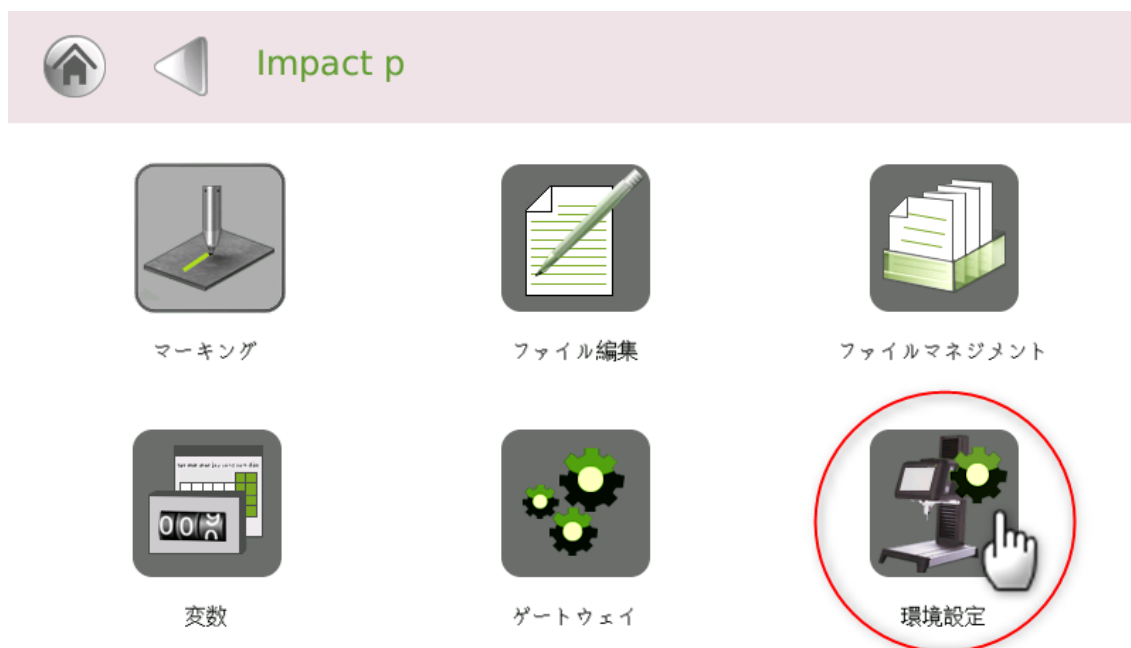 Impact p
マーキング
ファイル編集
ファイルマネジメント
変数
ゲートウェイ
環境設定